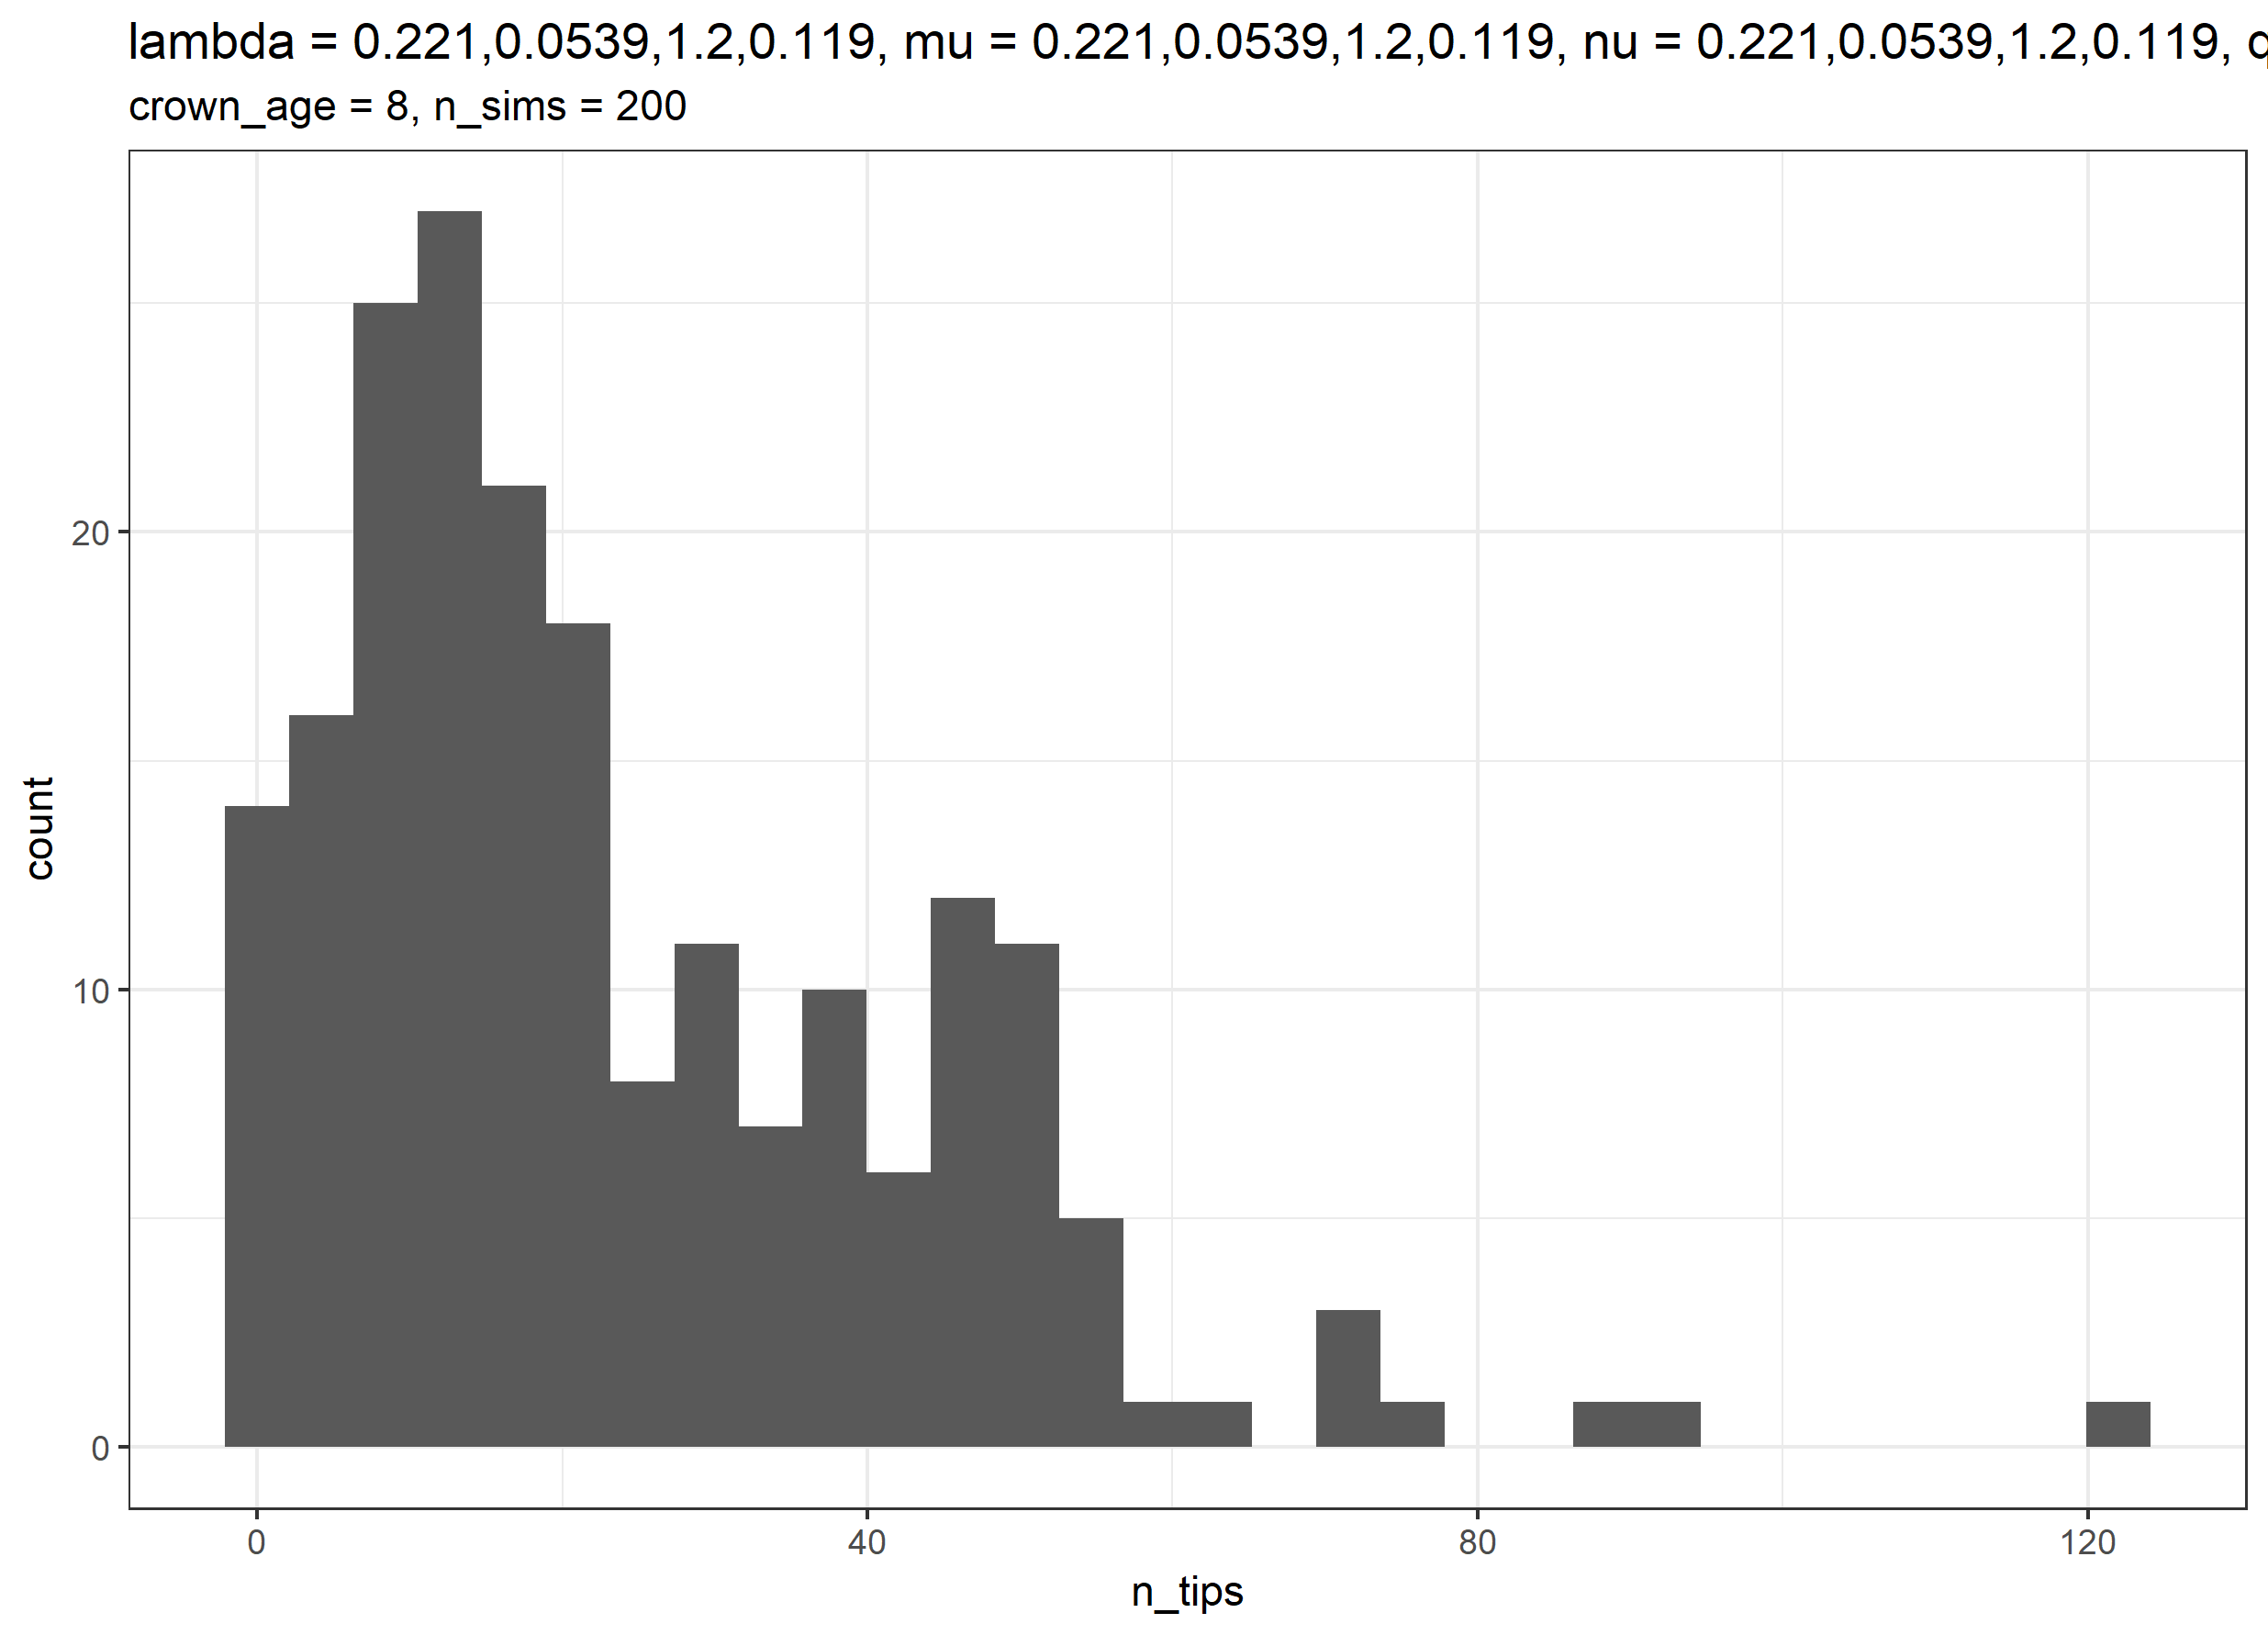 lambda = 0.221,0.0539,1.2,0.119, mu = 0.221,0.0539,1.2,0.119, nu = 0.221,0.0539,1.2,0.119,
crown_age = 8, n_sims = 200
20
10
0
count
0 40 80 120
n_tips